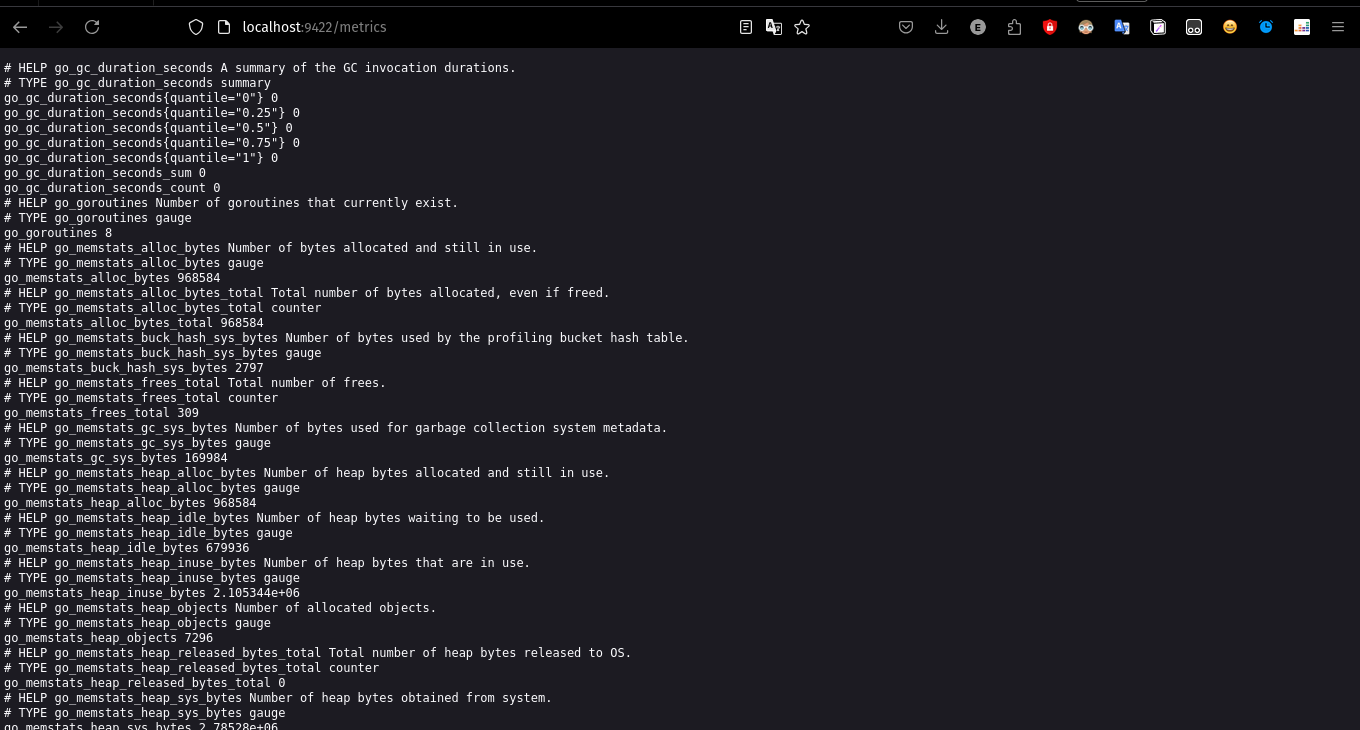 localhost:9422/metrics
# HELP go_gc_duration_seconds A summary of the GC invocation durations.
# TYPE go_gc_duration_seconds summary
go_gc_duration_seconds{quantile="0"} 0
go_gc_duration_seconds{quantile="0.25"} 0
go_gc_duration_seconds{quantile="0.5"} 0
go_gc_duration_seconds{quantile="0.75"} 0
go_gc_duration_seconds{quantile="1"} 0
go_gc_duration_seconds_sum 0
go_gc_duration_seconds_count 0
# HELP go_goroutines Number of goroutines that currently exist.
# TYPE go_goroutines gauge
go_goroutines 8
# HELP go_memstats_alloc_bytes Number of bytes allocated and still in use.
# TYPE go_memstats_alloc_bytes gauge
go_memstats_alloc_bytes 968584
# HELP go_memstats_alloc_bytes_total Total number of bytes allocated, even if freed.
# TYPE go_memstats_alloc_bytes_total counter
go_memstats_alloc_bytes_total 968584
# HELP go_memstats_buck_hash_sys_bytes Number of bytes used by the profiling bucket hash table.
# TYPE go_memstats_buck_hash_sys_bytes gauge
go_memstats_buck_hash_sys_bytes 2797
# HELP go_memstats_frees_total Total number of frees.
# TYPE go_memstats_frees_total counter
go_memstats_frees_total 309
# HELP go_memstats_gc_sys_bytes Number of bytes used for garbage collection system metadata.
# TYPE go_memstats_gc_sys_bytes gauge
go_memstats_gc_sys_bytes 169984
# HELP go_memstats_heap_alloc_bytes Number of heap bytes allocated and still in use.
# TYPE go_memstats_heap_alloc_bytes gauge
go_memstats_heap_alloc_bytes 968584
# HELP go_memstats_heap_idle_bytes Number of heap bytes waiting to be used.
# TYPE go_memstats_heap_idle_bytes gauge
go_memstats_heap_idle_bytes 679936
# HELP go_memstats_heap_inuse_bytes Number of heap bytes that are in use.
# TYPE go_memstats_heap_inuse_bytes gauge
go_memstats_heap_inuse_bytes 2.105344e+06
# HELP go_memstats_heap_objects Number of allocated objects.
# TYPE go_memstats_heap_objects gauge
go_memstats_heap_objects 7296
# HELP go_memstats_heap_released_bytes_total Total number of heap bytes released to OS.
# TYPE go_memstats_heap_released_bytes_total counter
go_memstats_heap_released_bytes_total 0
# HELP go_memstats_heap_sys_bytes Number of heap bytes obtained from system.
# TYPE go_memstats_heap_sys_bytes gauge
go_memstats_heap_sys_bytes 2.78528e+06